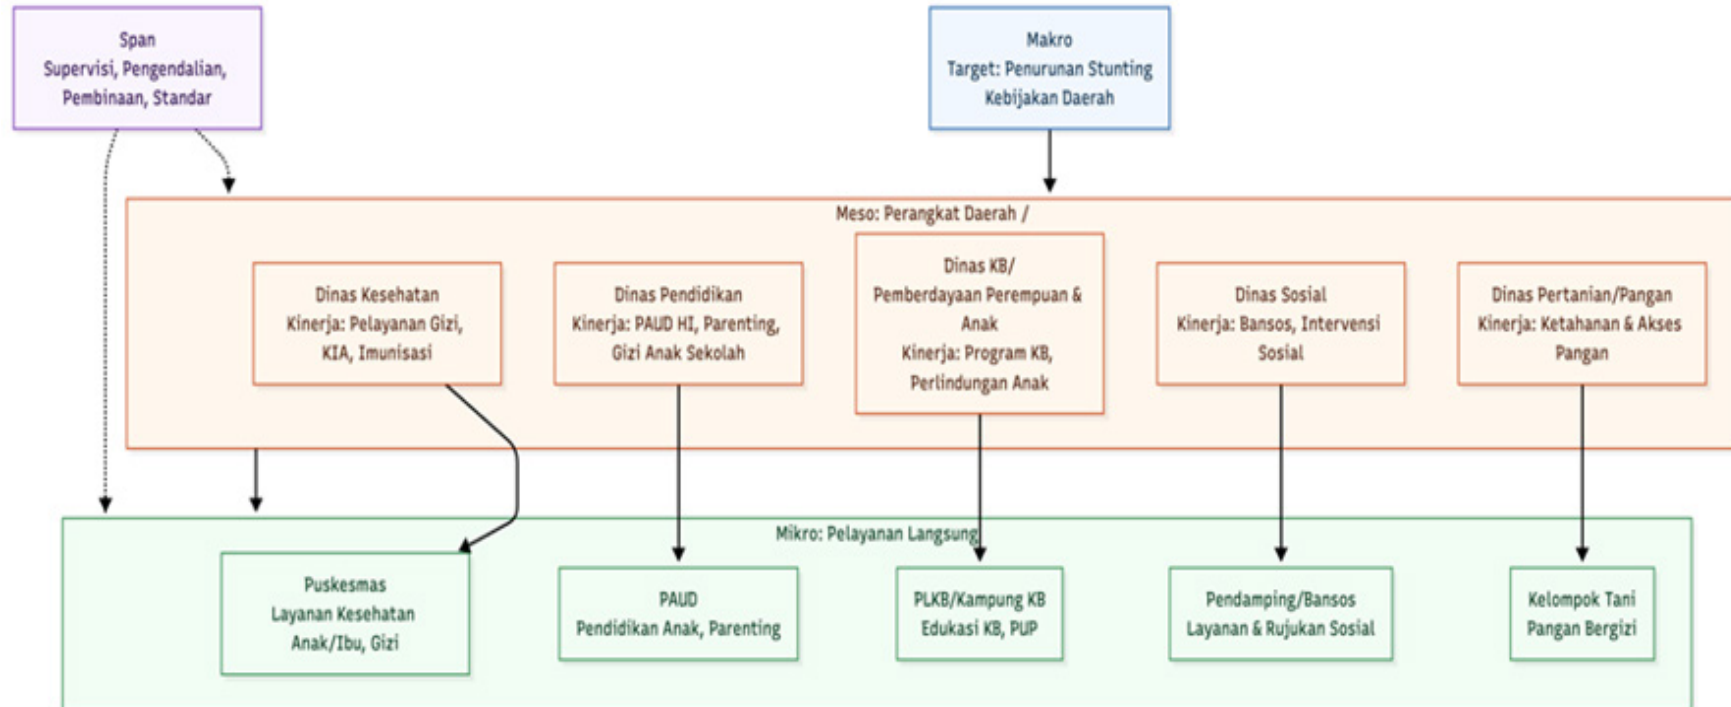 Span
Supervisi, Pengendalian,
Pembinaan, Standar
Makro
Target: Penurunan Stunting
Kebijakan Daerah
Meso: Perangkat Daerah /
Dinas Kesehatan
Kinerja: Pelayanan Gizi,
KIA, Imunisasi
Dinas Pendidikan
Kinerja: PAUD HI, Parenting,
Gizi Anak Sekolah
Dinas KB/
Pemberdayaan Perempuan &
Anak
Kinerja: Program KB,
Perlindungan Anak
Dinas Sosial
Kinerja: Bansos, Intervensi
Sosial
Dinas Pertanian/Pangan
Kinerja: Ketahanan & Akses
Pangan
Mikro: Pelayanan Langsung
Puskesmas
Layanan Kesehatan
Anak/Ibu, Gizi
PAUD
Pendidikan Anak, Parenting
PLKB/Kampung KB
Edukasi KB, PUP
Pendamping/Bansos
Layanan & Rujukan Sosial
Kelompok Tani
Pangan Bergizi